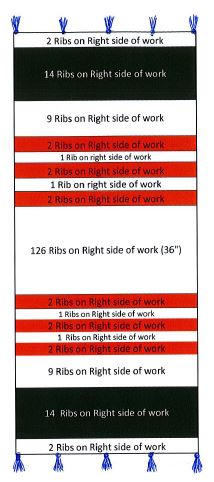 2 Ribs on Right side of work
14 Ribs on Right side of work
9 Ribs on Right side of work
2 Ribs on Right side of work
1 Rib on right side of work
2 Ribs on Right side of work
1 Rib on right side of work
2 Ribs on Right side of work
126 Ribs on Right side of work (36")
2 Ribs on Right side of work
1 Ribs on Right side of work
2 Ribs on Right side of work
1 Ribs on Right side of work
2 Ribs on Right side of work
9 Ribs on Right side of work
14 Ribs on Right side of work
2 Ribs on Right side of work